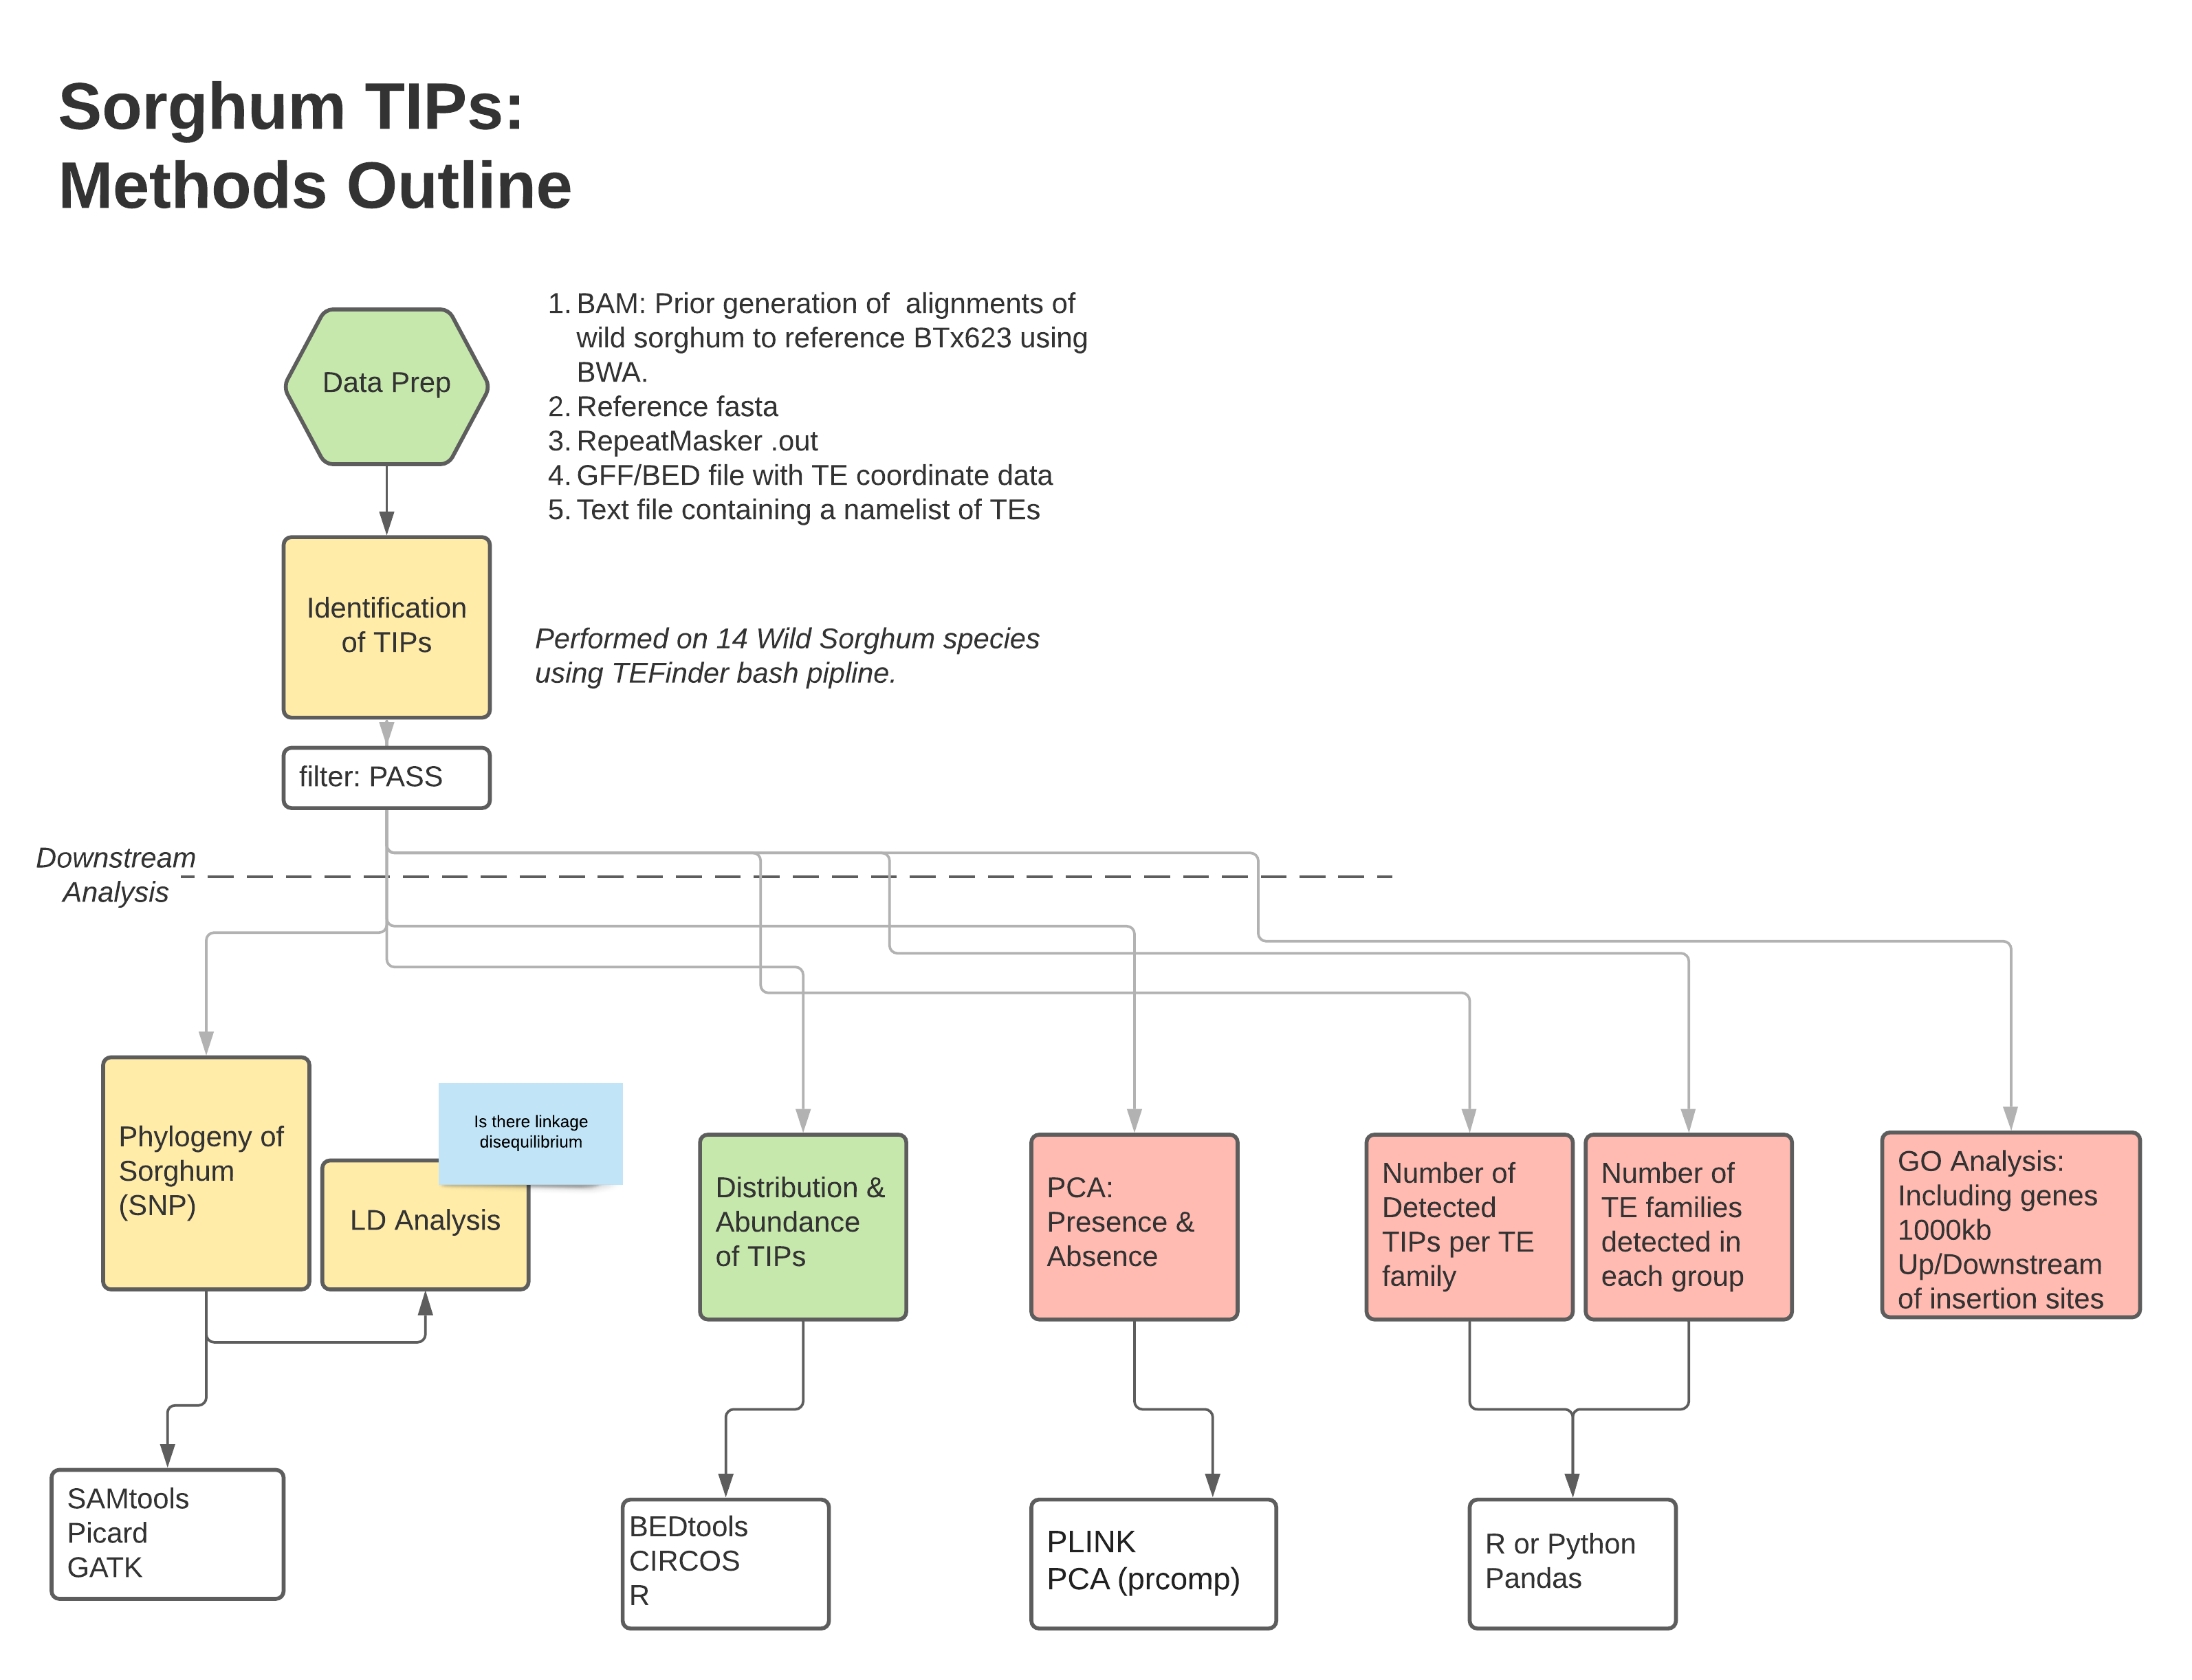 Sorghum TIPs:
Methods Outline
Data Prep
1. BAM: Prior generation of  alignments of
wild sorghum to reference BTx623 using
BWA.
2. Reference fasta
3. RepeatMasker .out
4. GFF/BED file with TE coordinate data
5. Text file containing a namelist of TEs
Identification
of TIPs
Performed on 14 Wild Sorghum species
using TEFinder bash pipline.
filter: PASS
Downstream
Analysis
Phylogeny of
Sorghum
(SNP)
Is there linkage
disequilibrium
LD Analysis
Distribution &
Abundance
of TIPs
PCA:
Presence &
Absence
Number of
Detected
TIPs per TE
family
Number of
TE families
detected in
each group
GO Analysis:
Including genes
1000kb
Up/Downstream
of insertion sites
SAMtools
Picard
GATK
BEDtools
CIRCOS
R
PLINK
PCA (prcomp)
R or Python
Pandas